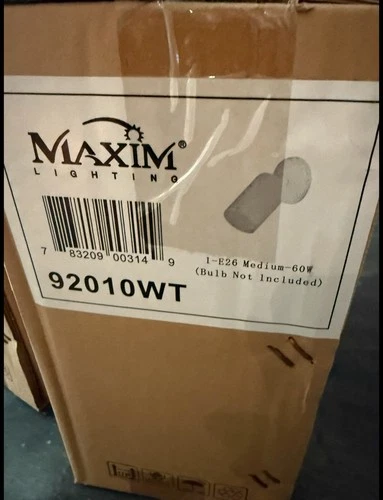 MAXIM®
LIGHTING
7 83209 00314 9
1-E26 Medium-60W
(Bulb Not Included)
92010WT